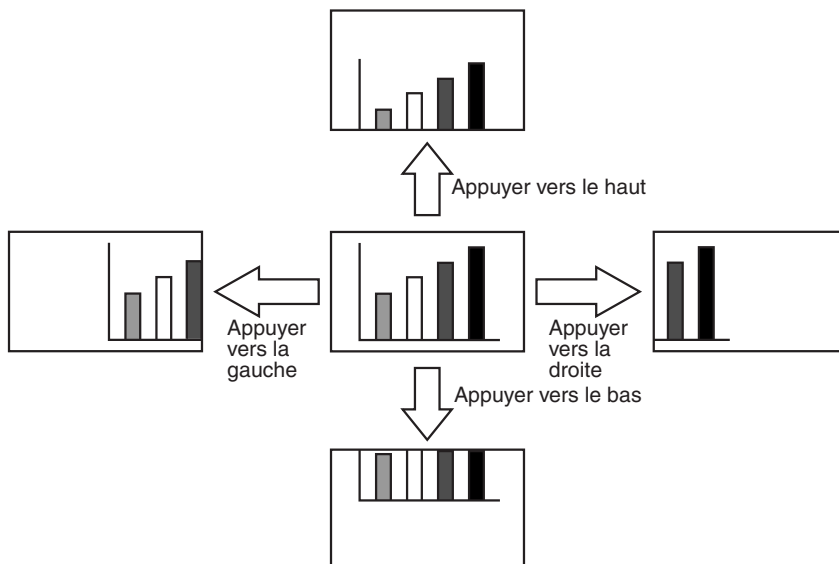 Appuyer vers le haut
Appuyer
vers la
gauche
Appuyer
vers la
droite
Appuyer vers le bas